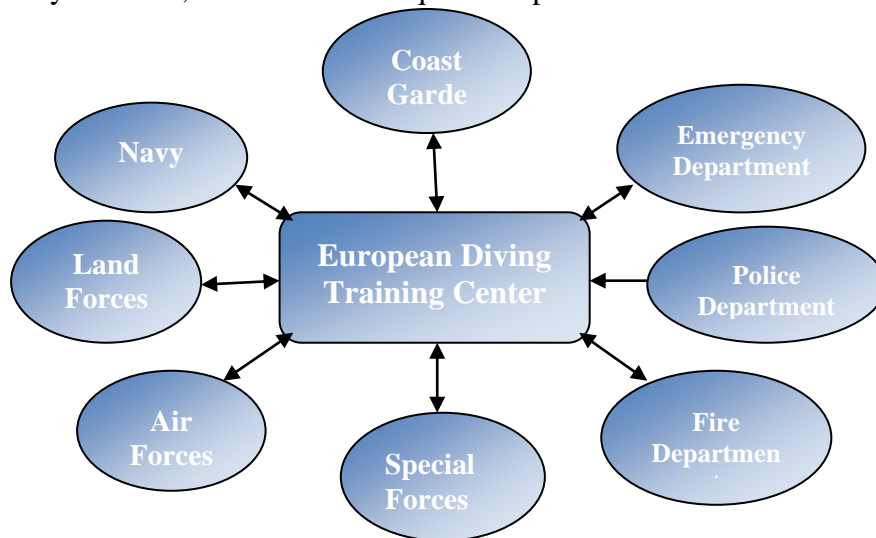 Coast
Garde
Navy
Emergency
Department
Land
Forces
European Diving
Training Center
Police
Department
Air
Forces
Special
Forces
Fire
Departmen